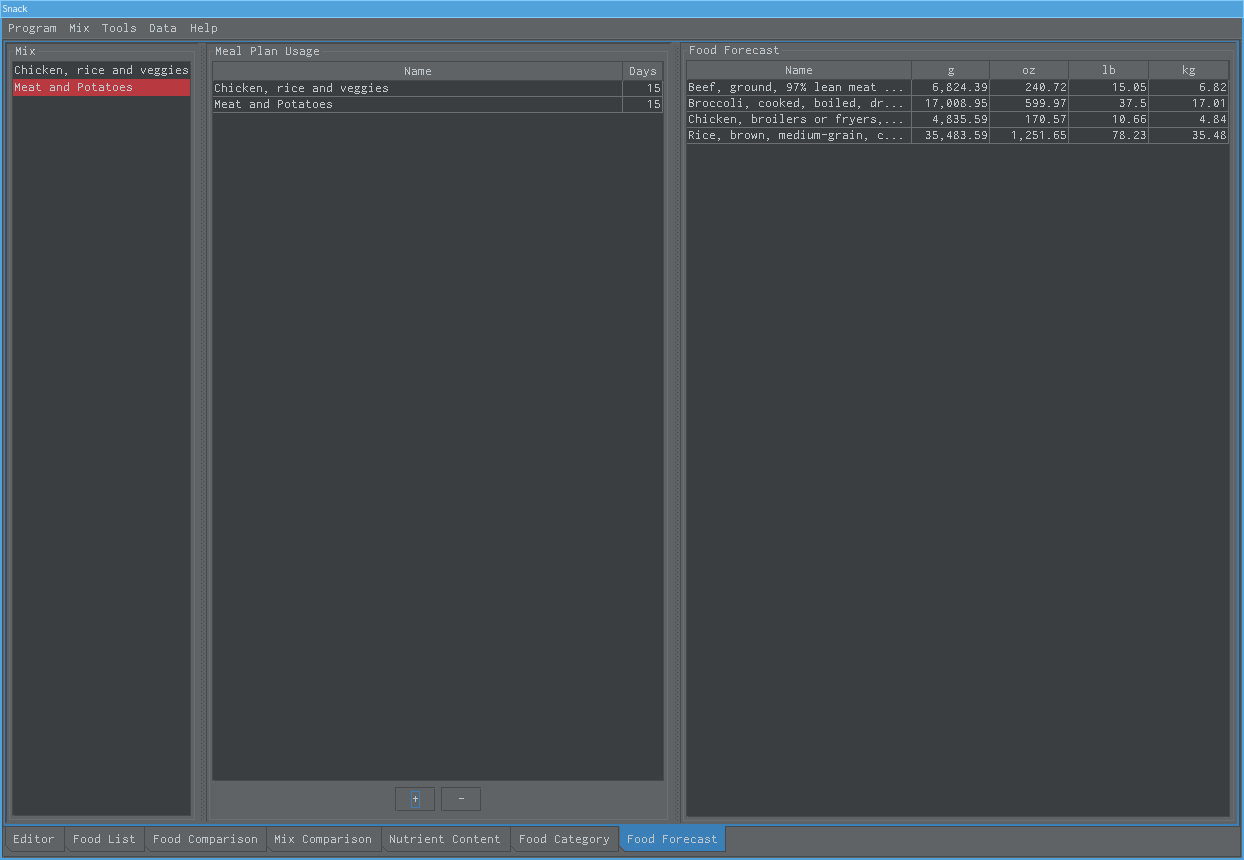 Snack
Program Mix Tools Data Help
Mix
Chicken, rice and veggies
Meat and Potatoes
Meal Plan Usage
Name Days
Chicken, rice and veggies 15
Meat and Potatoes 15
+ -
Food Forecast
Name g oz lb kg
Beef, ground, 97% lean meat ... 6,824.39 240.72 15.05 6.82
Broccoli, cooked, boiled, dr... 17,008.95 599.97 37.5 17.01
Chicken, broilers or fryers,... 4,835.59 170.57 10.66 4.84
Rice, brown, medium-grain, c... 35,483.59 1,251.65 78.23 35.48
Editor Food List Food Comparison Mix Comparison Nutrient Content Food Category Food Forecast